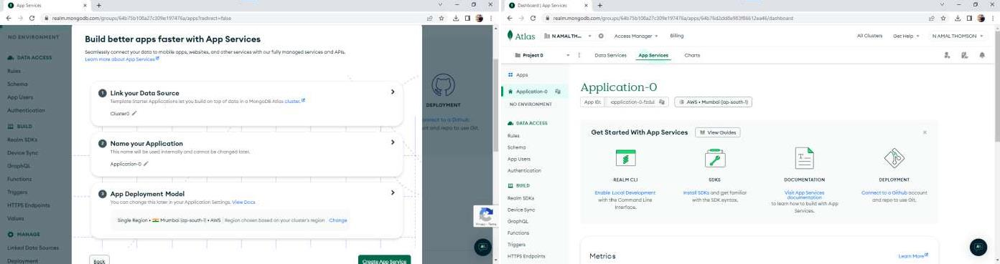 App Services
realm.mongodb.com/groups/64b75b108a27c309e197476a/apps?redirect=false
NO ENVIRONMENT
DATA ACCESS
Rules
Schema
App Users
Authentication
BUILD
Realm SDKs
Device Sync
GraphQL
Functions
Triggers
HTTPS Endpoints
Values
MANAGE
Linked Data Sources
Deployment
Build better apps faster with App Services
Seamlessly connect your data to mobile apps, websites, and other services with our fully managed services and APIs.
Learn more about App Services
1 Link your Data Source
Template Starter Applications let you build on top of data in a MongoDB Atlas cluster.
Cluster0
2 Name your Application
This name will be used internally and cannot be changed later.
Application-0
3 App Deployment Model
You can change this later in your Application Settings. View Docs
Single Region • Mumbai (ap-south-1) • AWS | Region chosen based on your cluster's region Change
Back
Create App Service
DEPLOYMENT
onnect to a Github
nt and repo to use Git.
Privacy - Terms
Dashboard | App Services
realm.mongodb.com/groups/64b75b108a27c309e197476a/apps/64b76d2cdd8e983f86612ea46/dashboard
Atlas
N AMAL TH...
Access Manager
Billing
All Clusters
Get Help
N AMAL THOMSON
Project 0
Data Services
App Services
Charts
Apps
Application-0
NO ENVIRONMENT
DATA ACCESS
Rules
Schema
App Users
Authentication
BUILD
Realm SDKs
Device Sync
GraphQL
Functions
Triggers
HTTPS Endpoints
Application-0
App ID: application-0-fzdul
AWS • Mumbai (ap-south-1)
Get Started With App Services
View Guides
REALM CLI
Enable Local Development
with the Command Line
Interface.
SDKS
Install SDKs and get familiar
with the SDK syntax.
DOCUMENTATION
Visit App Services
documentation
to learn how to build with App
Services.
DEPLOYMENT
Connect to a Github account
and repo to use Git.
Metrics
Learn More